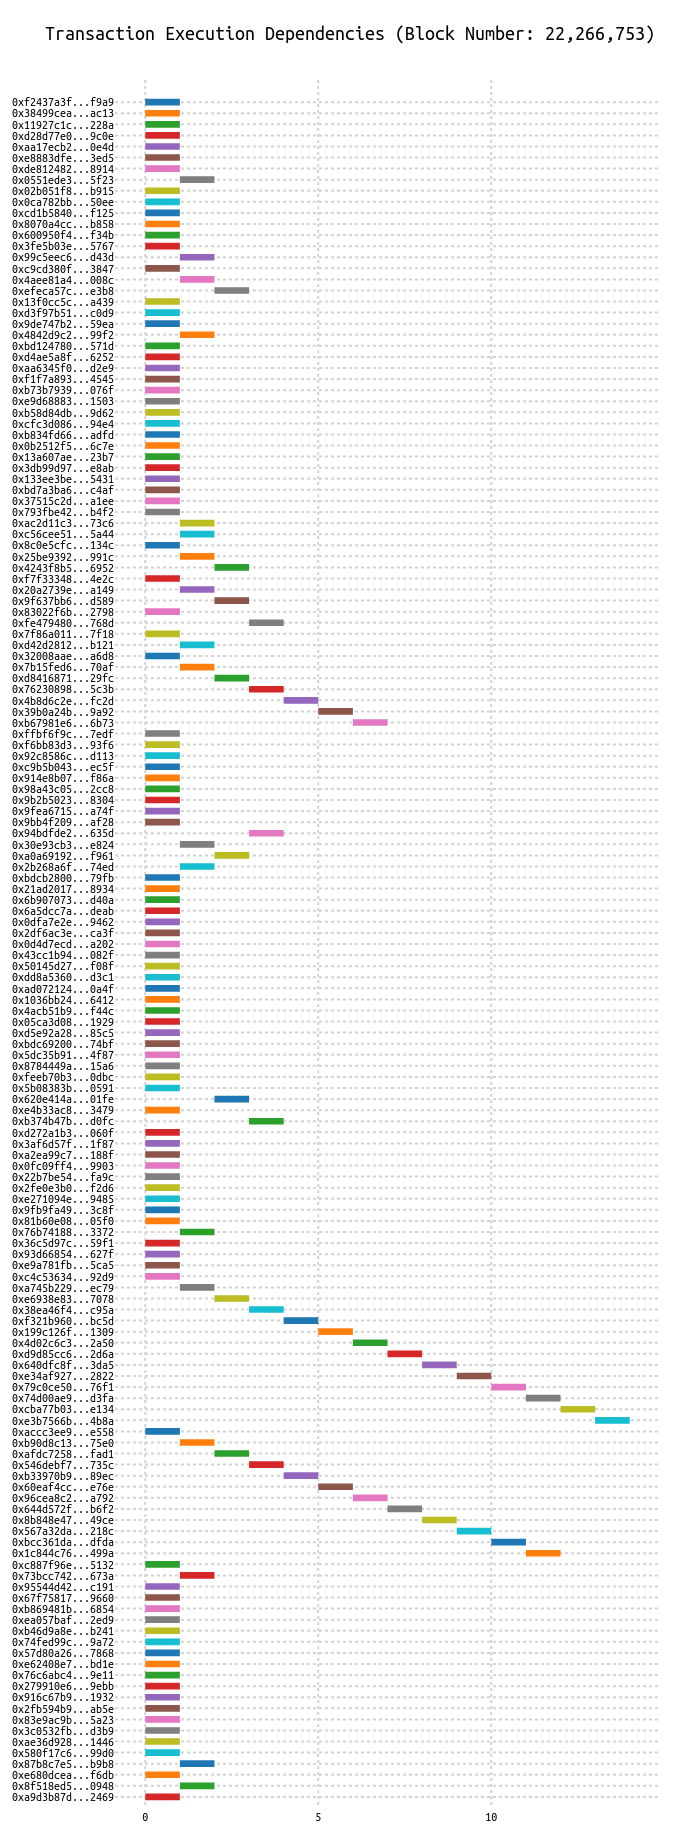 Transaction Execution Dependencies (Block Number: 22,266,753)
0xf2437a3f...f9a9
0x38499cea...ac13
0x11927c1c...228a
0xd28d77e0...9c0e
0xaa17ecb2...0e4d
0xe8883dfe...3ed5
0xde812482...8914
0x0551ede3...5f23
0x02b051f8...b915
0x0ca782bb...50ee
0xcd1b5840...f125
0x8070a4cc...b858
0x600950f4...f34b
0x3fe5b03e...5767
0x99c5eec6...d43d
0xc9cd380f...3847
0x4aee81a4...008c
0xefeca57c...e3b8
0x13f0cc5c...a439
0xd3f97b51...c0d9
0x9de747b2...59ea
0x4842d9c2...99f2
0xbd124780...571d
0xd4ae5a8f...6252
0xaa6345f0...d2e9
0xf1f7a893...4545
0xb73b7939...076f
0xe9d68883...1503
0xb58d84db...9d62
0xcfc3d086...94e4
0xb834fd66...adfd
0x0b2512f5...6c7e
0x13a607ae...23b7
0x3db99d97...e8ab
0x133ee3be...5431
0xbd7a3ba6...c4af
0x37515c2d...a1ee
0x793fbe42...b4f2
0xac2d11c3...73c6
0xc56cee51...5a44
0x8c0e5cfc...134c
0x25be9392...991c
0x4243f8b5...6952
0xf7f33348...4e2c
0x20a2739e...a149
0x9f637bb6...d589
0x83022f6b...2798
0xfe479480...768d
0x7f86a011...7f18
0xd42d2812...b121
0x32008aae...a6d8
0x7b15fed6...70af
0xd8416871...29fc
0x76230898...5c3b
0x4b8d6c2e...fc2d
0x39b0a24b...9a92
0xb67981e6...6b73
0xffbf6f9c...7edf
0xf6bb83d3...93f6
0x92c8586c...d113
0xc9b5b043...ec5f
0x914e8b07...f86a
0x98a43c05...2cc8
0x9b2b5023...8304
0x9fea6715...a74f
0x9bb4f209...af28
0x94bdfde2...635d
0x30e93cb3...e824
0xa0a69192...f961
0x2b268a6f...74ed
0xbdcb2800...79fb
0x21ad2017...8934
0x6b907073...d40a
0x6a5dcc7a...deab
0x0dfa7e2e...9462
0x2df6ac3e...ca3f
0x0d4d7ecd...a202
0x43cc1b94...082f
0x50145d27...f08f
0xdd8a5360...d3c1
0xad072124...0a4f
0x1036bb24...6412
0x4acb51b9...f44c
0x05ca3d08...1929
0xd5e92a28...85c5
0xbdc69200...74bf
0x5dc35b91...4f87
0x8784449a...15a6
0xfeeb70b3...0dbc
0x5b08383b...0591
0x620e414a...01fe
0xe4b33ac8...3479
0xb374b47b...d0fc
0xd272a1b3...060f
0x3af6d57f...1f87
0xa2ea99c7...188f
0x0fc09ff4...9903
0x22b7be54...fa9c
0x2fe0e3b0...f2d6
0xe271094e...9485
0x9fb9fa49...3c8f
0x81b60e08...05f0
0x76b74188...3372
0x36c5d97c...59f1
0x93d66854...627f
0xe9a781fb...5ca5
0xc4c53634...92d9
0xa745b229...ec79
0xe6938e83...7078
0x38ea46f4...c95a
0xf321b960...bc5d
0x199c126f...1309
0x4d02c6c3...2a50
0xd9d85cc6...2d6a
0x640dfc8f...3da5
0xe34af927...2822
0x79c0ce50...76f1
0x74d00ae9...d3fa
0xcba77b03...e134
0xe3b7566b...4b8a
0xaccc3ee9...e558
0xb90d8c13...75e0
0xafdc7258...fad1
0x546debf7...735c
0xb33970b9...89ec
0x60eaf4cc...e76e
0x96cea8c2...a792
0x644d572f...b6f2
0x8b848e47...49ce
0x567a32da...218c
0xbcc361da...dfda
0x1c844c76...499a
0xc887f96e...5132
0x73bcc742...673a
0x95544d42...c191
0x67f75817...9660
0xb869481b...6854
0xea057baf...2ed9
0xb46d9a8e...b241
0x74fed99c...9a72
0x57d80a26...7868
0xe62408e7...bd1e
0x76c6abc4...9e11
0x279910e6...9ebb
0x916c67b9...1932
0x2fb594b9...ab5e
0x83e9ac9b...5a23
0x3c0532fb...d3b9
0xae36d928...1446
0x580f17c6...99d0
0x87b8c7e5...b9b8
0xe680dcea...f6db
0x8f518ed5...0948
0xa9d3b87d...2469
0 5 10